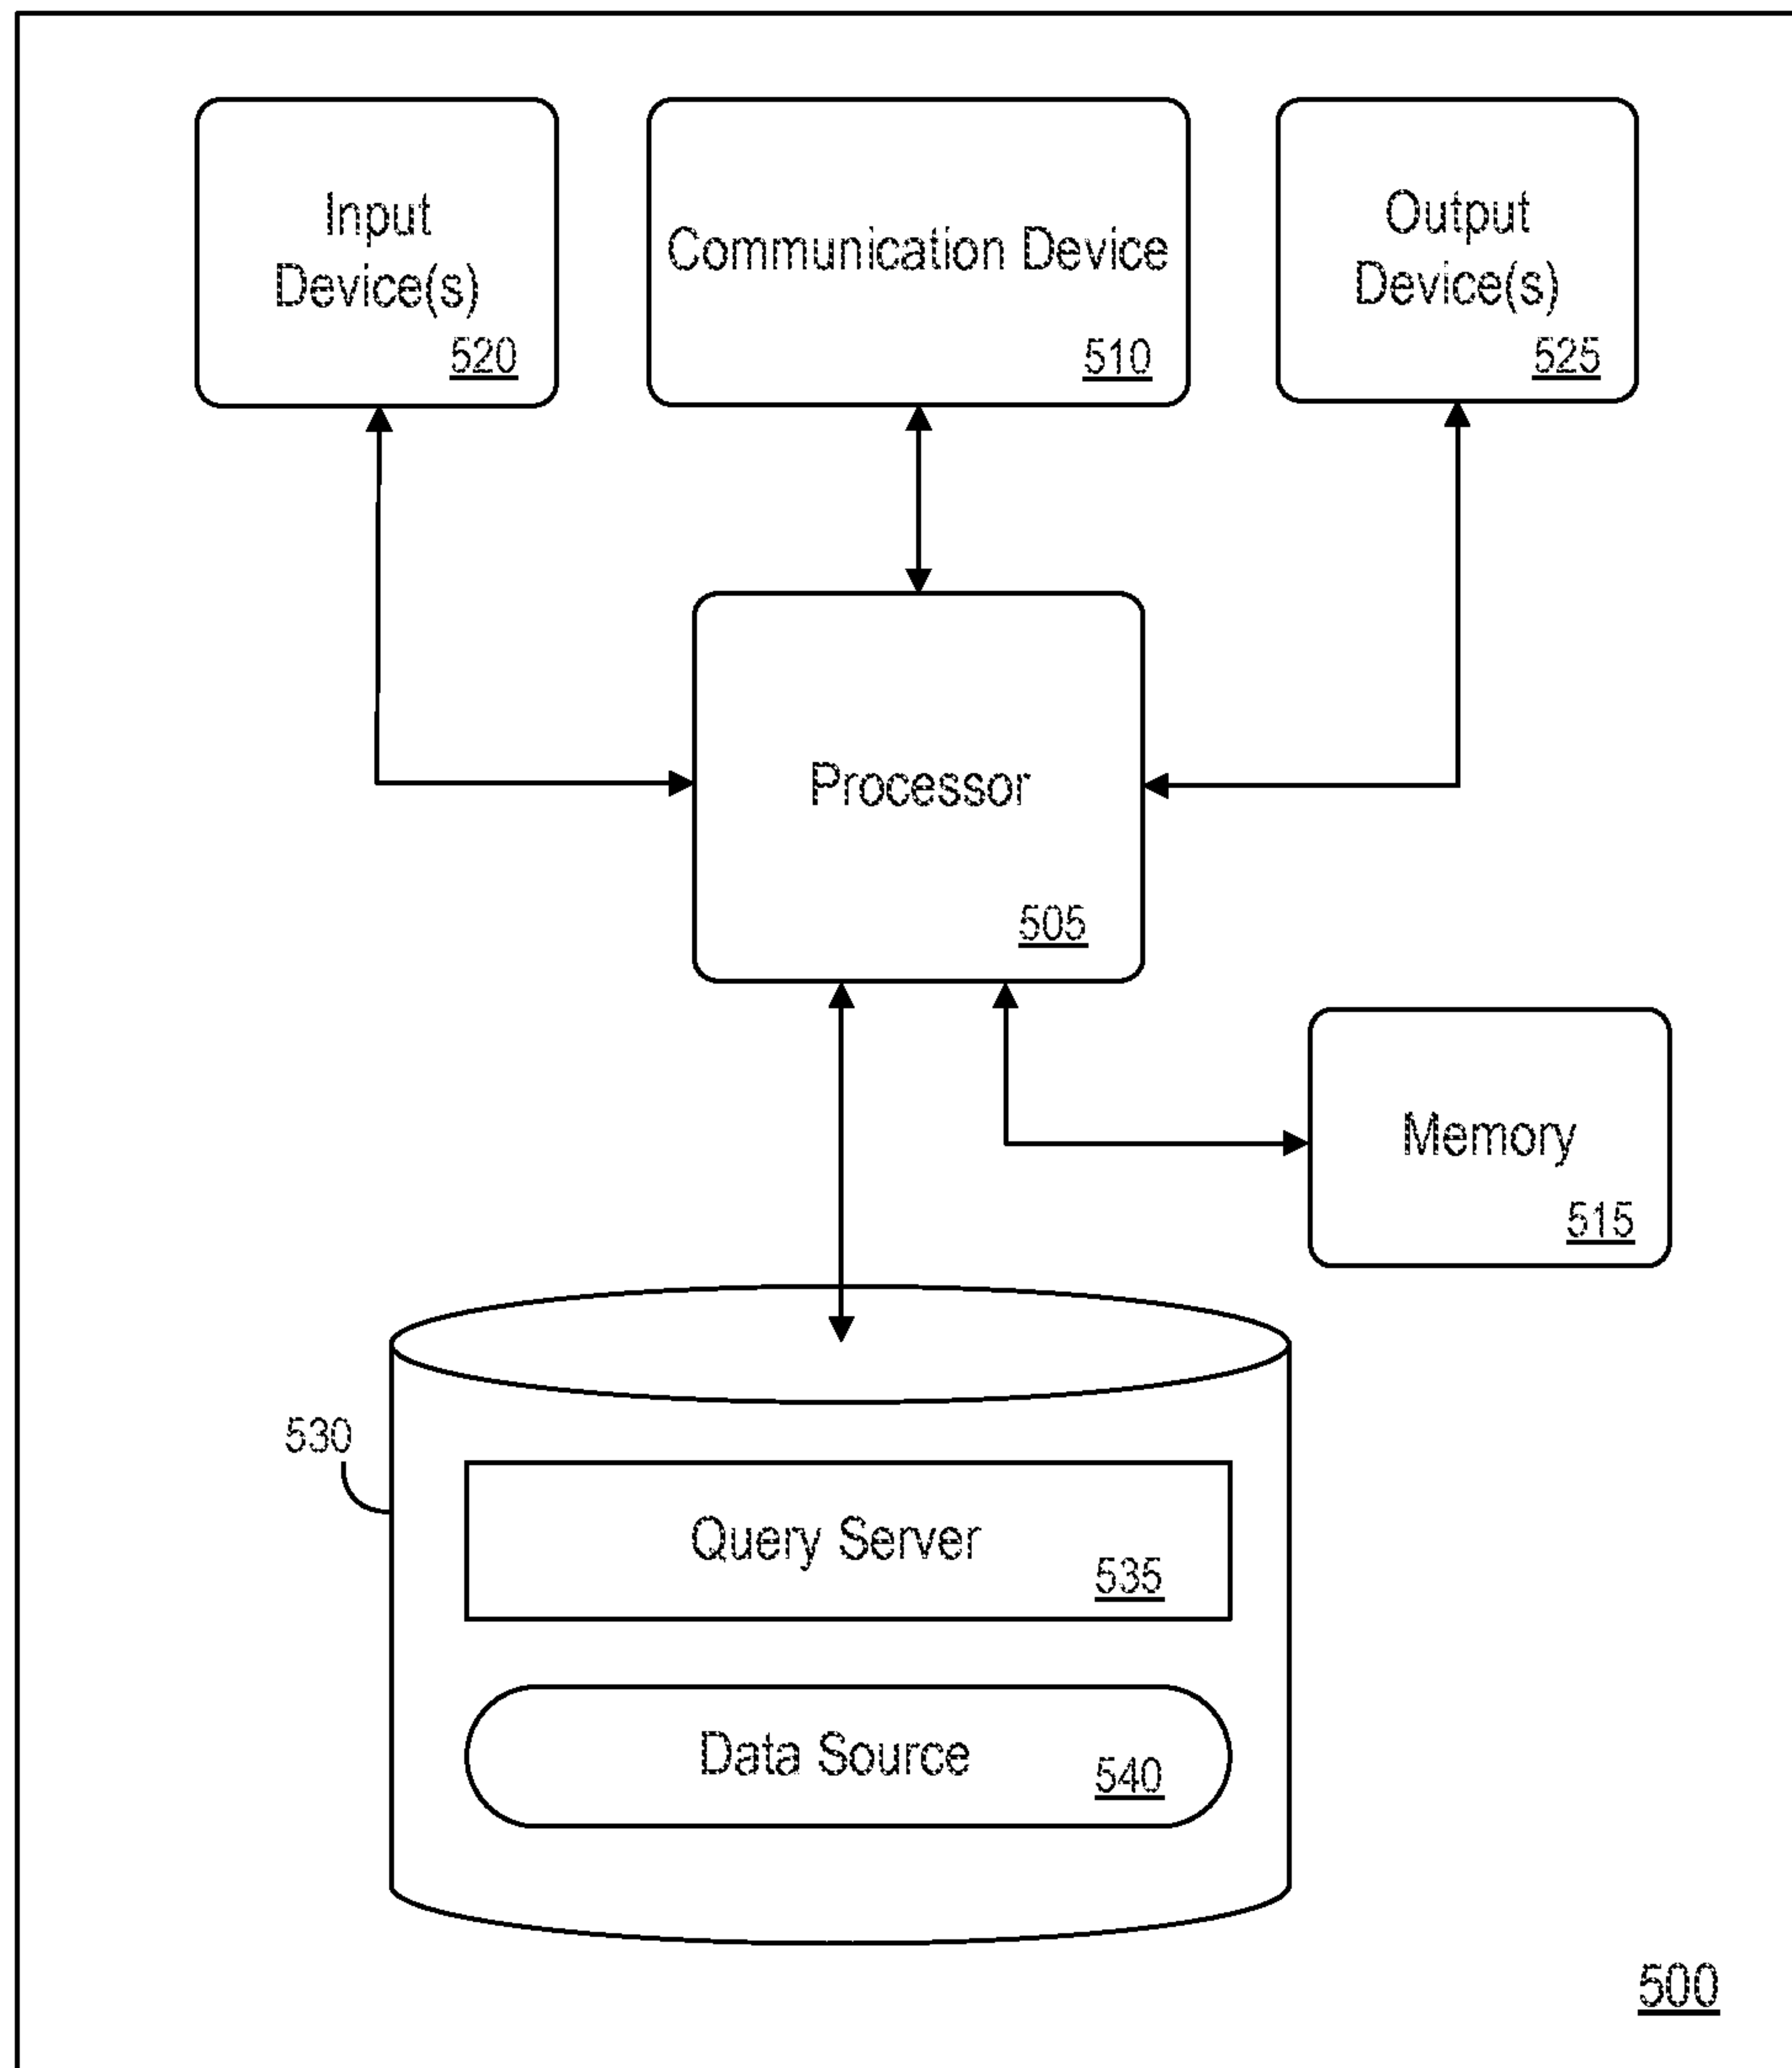 Input
Device(s)
520
Communication Device
510
Output
Device(s)
525
Processor
505
Memory
515
530
Query Server
535
Data Source
540
500